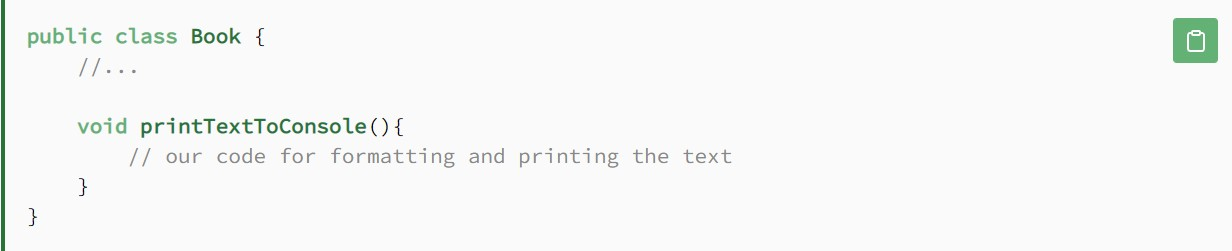 public class Book {
    //...

    void printTextToConsole(){
        // our code for formatting and printing the text
    }
}